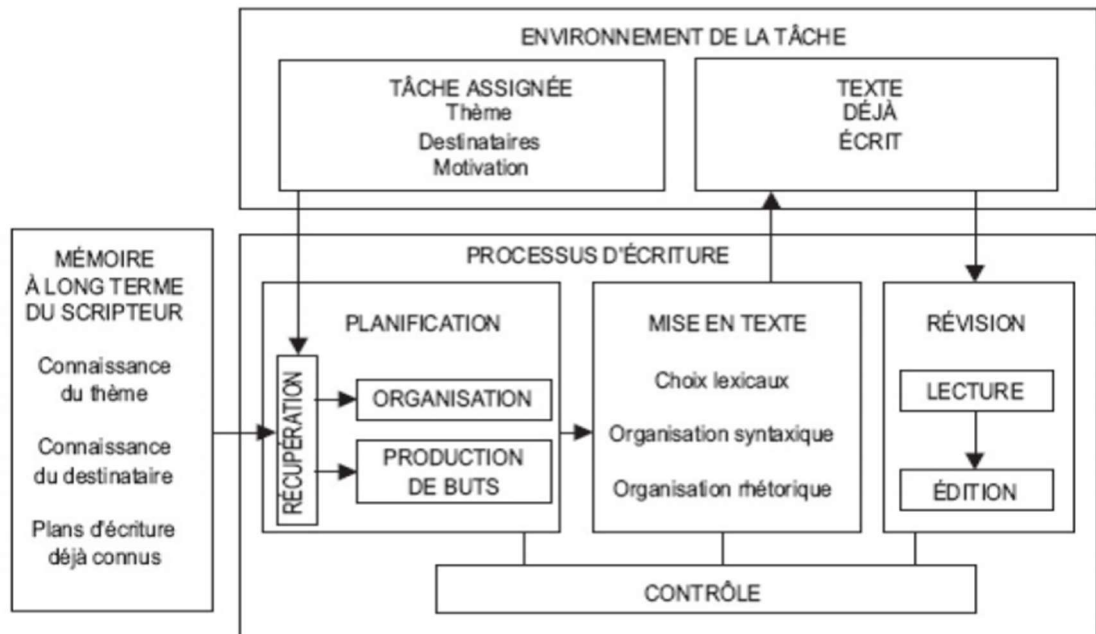 ENVIRONNEMENT DE LA TÂCHE
TÂCHE ASSIGNÉE
Thème
Destinataires
Motivation
TEXTE
DÉJÀ
ÉCRIT
MÉMOIRE
À LONG TERME
DU SCRIPTEUR
Connaissance
du thème
Connaissance
du destinataire
Plans d'écriture
déjà connus
PROCESSUS D'ÉCRITURE
PLANIFICATION
RÉCUPÉRATION
ORGANISATION
PRODUCTION
DE BUTS
MISE EN TEXTE
Choix lexicaux
Organisation syntaxique
Organisation rhétorique
RÉVISION
LECTURE
ÉDITION
CONTRÔLE